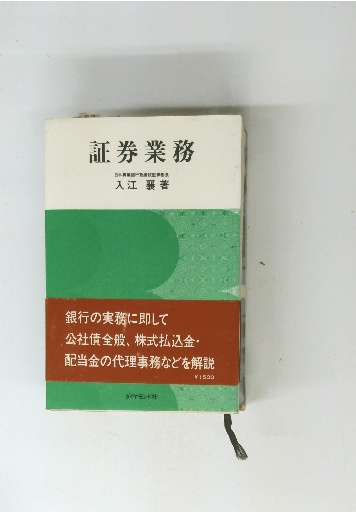 証券業務
入江 襄著
銀行の実務に即して
公社債全般、株式払込金・
配当金の代理事務などを解説
¥1500
ダイヤモンド社